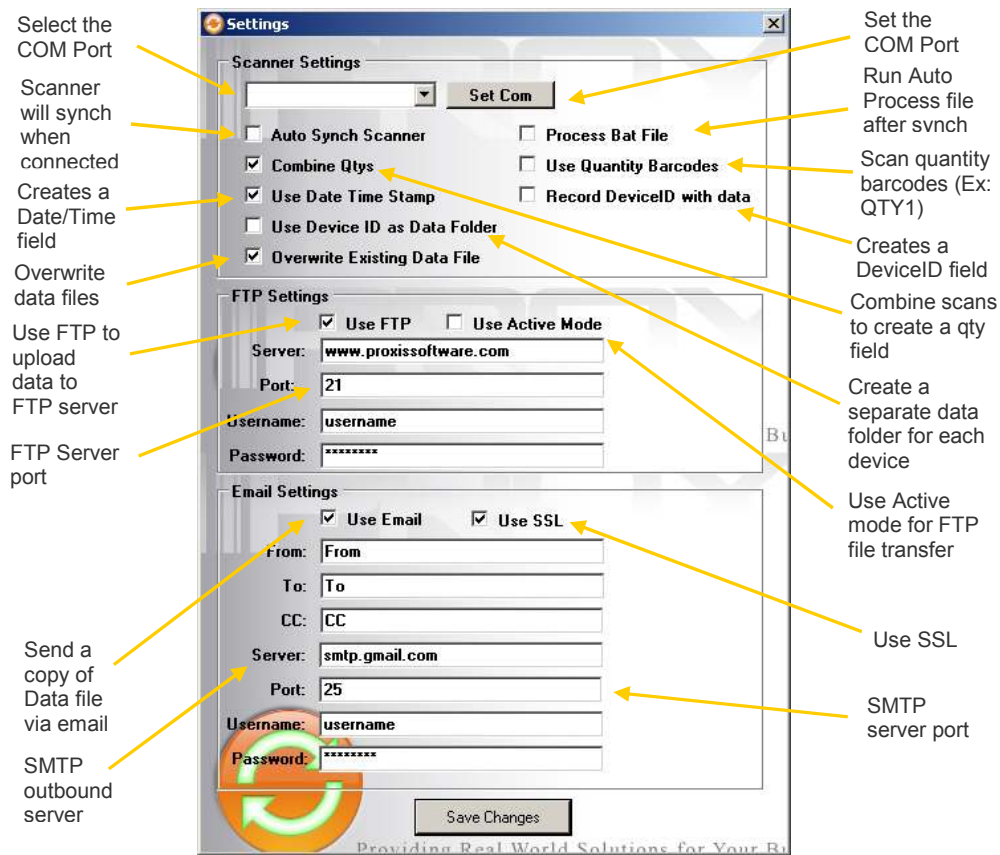 Select the
COM Port
Scanner
will synch
when
connected
Creates a
Date/Time
field
Overwrite
data files
Use FTP to
upload
data to
FTP server
FTP Server
port
Send a
copy of
Data file
via email
SMTP
outbound
server
Settings
Scanner Settings
Set Com
Auto Synch Scanner
Process Bat File
Combine Qtys
Use Quantity Barcodes
Use Date Time Stamp
Record DeviceID with data
Use Device ID as Data Folder
Overwrite Existing Data File
FTP Settings
Use FTP
Use Active Mode
Server: www.proxissoftware.com
Port: 21
Username: username
Password: ********
Bu
Email Settings
Use Email
Use SSL
From: From
To: To
CC: CC
Server: smtp.gmail.com
Port: 25
Username: username
Password: ********
Save Changes
Providing Real World Solutions for Your Bu
Set the
COM Port
Run Auto
Process file
after synch
Scan quantity
barcodes (Ex:
QTY1)
Creates a
DeviceID field
Combine scans
to create a qty
field
Create a
separate data
folder for each
device
Use Active
mode for FTP
file transfer
Use SSL
SMTP
server port